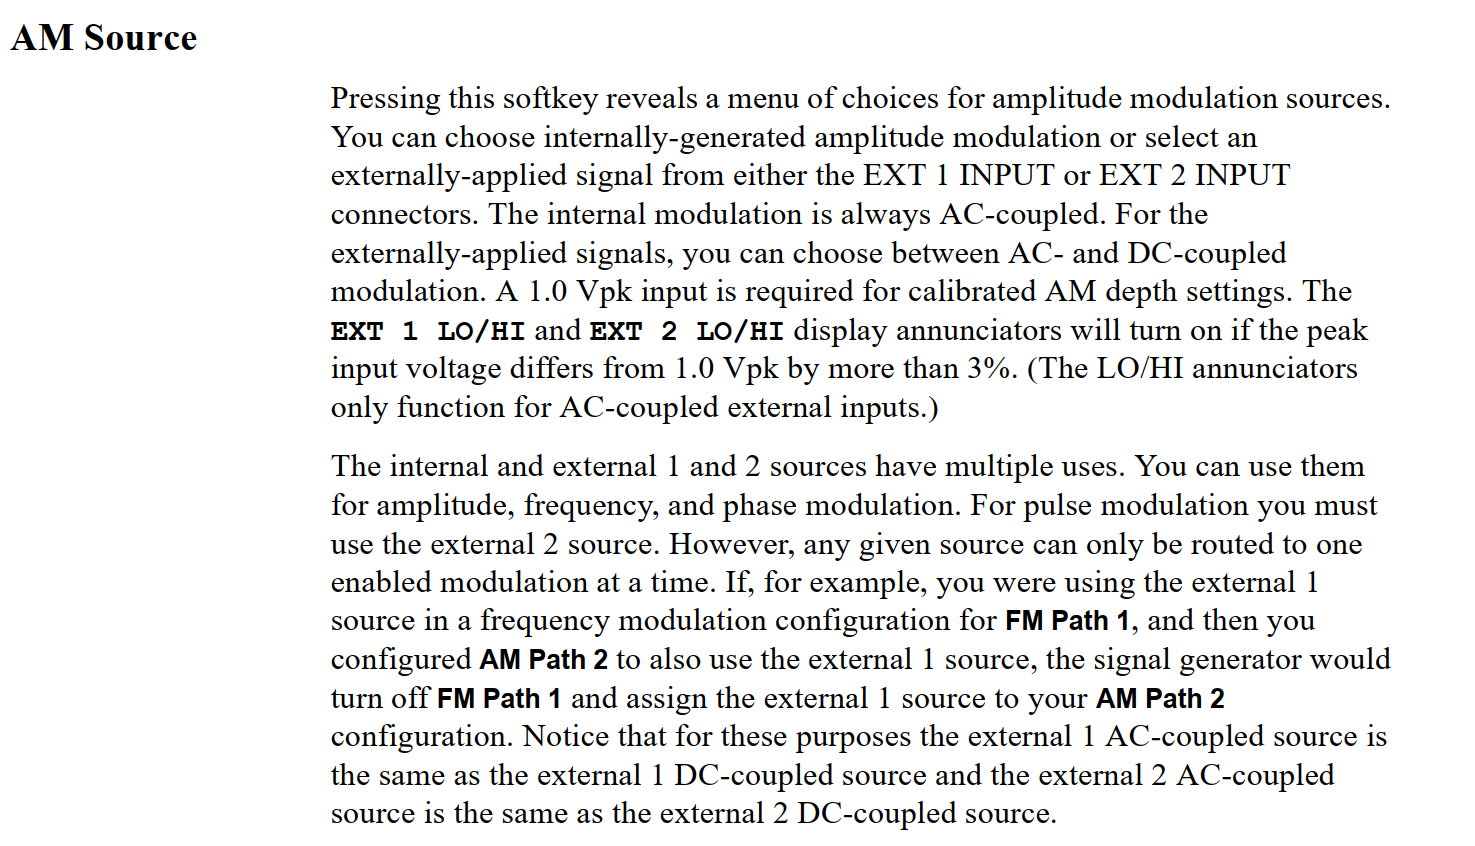 AM Source
Pressing this softkey reveals a menu of choices for amplitude modulation sources.
You can choose internally-generated amplitude modulation or select an
externally-applied signal from either the EXT 1 INPUT or EXT 2 INPUT
connectors. The internal modulation is always AC-coupled. For the
externally-applied signals, you can choose between AC- and DC-coupled
modulation. A 1.0 Vpk input is required for calibrated AM depth settings. The
EXT 1 LO/HI and EXT 2 LO/HI display annunciators will turn on if the peak
input voltage differs from 1.0 Vpk by more than 3%. (The LO/HI annunciators
only function for AC-coupled external inputs.)
The internal and external 1 and 2 sources have multiple uses. You can use them
for amplitude, frequency, and phase modulation. For pulse modulation you must
use the external 2 source. However, any given source can only be routed to one
enabled modulation at a time. If, for example, you were using the external 1
source in a frequency modulation configuration for FM Path 1, and then you
configured AM Path 2 to also use the external 1 source, the signal generator would
turn off FM Path 1 and assign the external 1 source to your AM Path 2
configuration. Notice that for these purposes the external 1 AC-coupled source is
the same as the external 1 DC-coupled source and the external 2 AC-coupled
source is the same as the external 2 DC-coupled source.